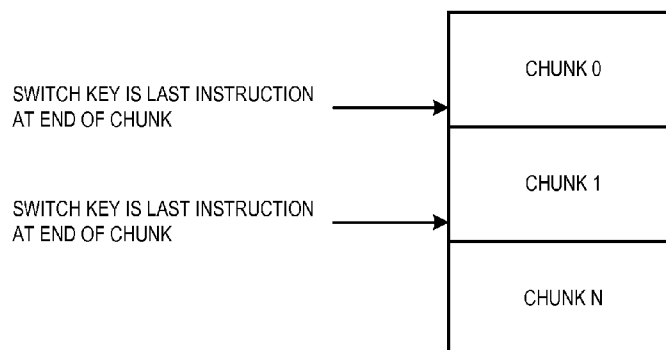 CHUNK 0
SWITCH KEY IS LAST INSTRUCTION
AT END OF CHUNK
CHUNK 1
SWITCH KEY IS LAST INSTRUCTION
AT END OF CHUNK
CHUNK N